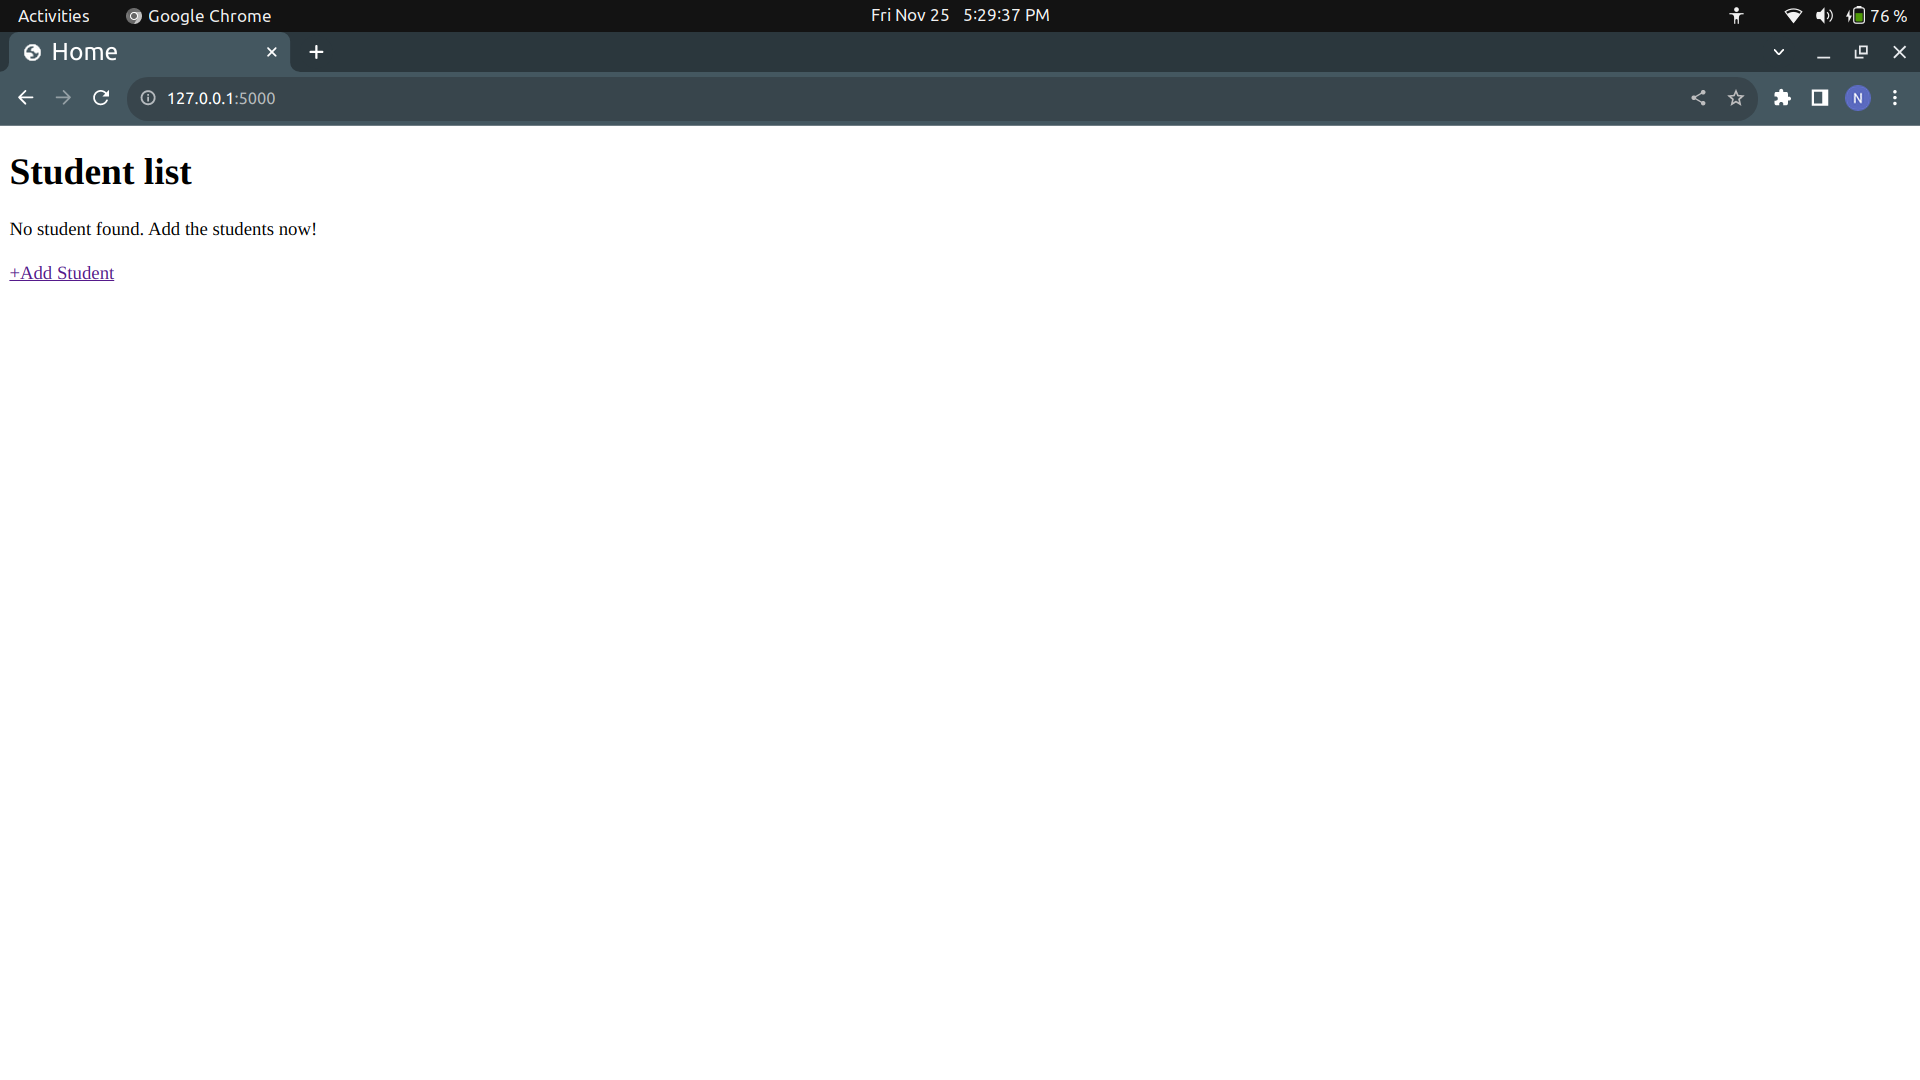 Activities Google Chrome Fri Nov 25 5:29:37 PM 76 %
Home
127.0.0.1:5000 N
Student list
No student found. Add the students now!
+Add Student